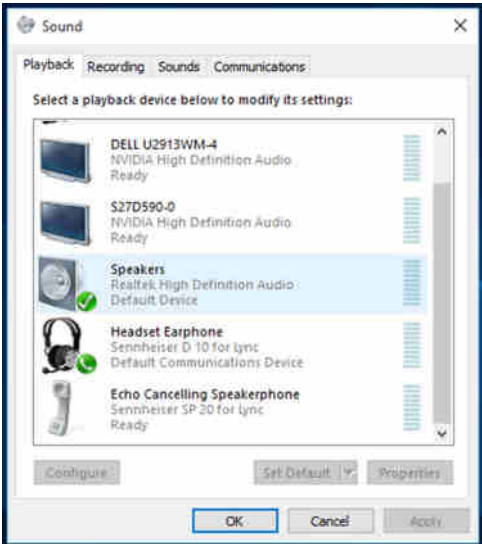 Sound
Playback Recording Sounds Communications
Select a playback device below to modify its settings:
DELL U2913WM-4
NVIDIA High Definition Audio
Ready
S27D590-0
NVIDIA High Definition Audio
Ready
Speakers
Realtek High Definition Audio
Default Device
Headset Earphone
Sennheiser D 10 for Lync
Default Communications Device
Echo Cancelling Speakerphone
Sennheiser SP 20 for Lync
Ready
Configure Set Default Properties
OK Cancel Apply